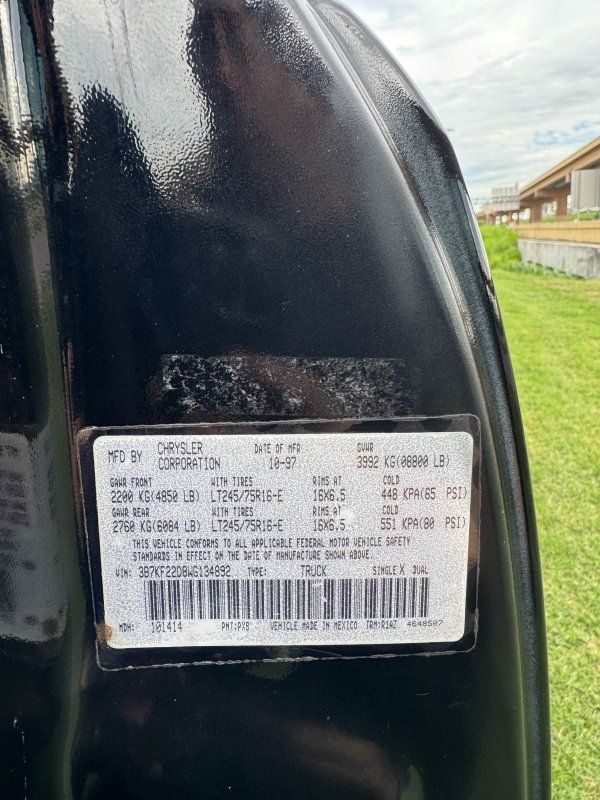 MFD BY CHRYSLER CORPORATION DATE OF MFR 10-97 GVWR 3992 KG(08800 LB)
GAWR FRONT WITH TIRES RIMS AT COLD
2200 KG(4850 LB) LT245/75R16-E 16X6.5 448 KPA(65 PSI)
GAWR REAR WITH TIRES RIMS AT COLD
2760 KG(6084 LB) LT245/75R16-E 16X6.5 551 KPA(80 PSI)
THIS VEHICLE CONFORMS TO ALL APPLICABLE FEDERAL MOTOR VEHICLE SAFETY
STANDARDS IN EFFECT ON THE DATE OF MANUFACTURE SHOWN ABOVE.
VIN: 3B7KF22D8WG134892 TYPE: TRUCK SINGLE X DUAL
MDH: 101414 PNT:PX8 VEHICLE MADE IN MEXICO TRM:R1AZ 4648507